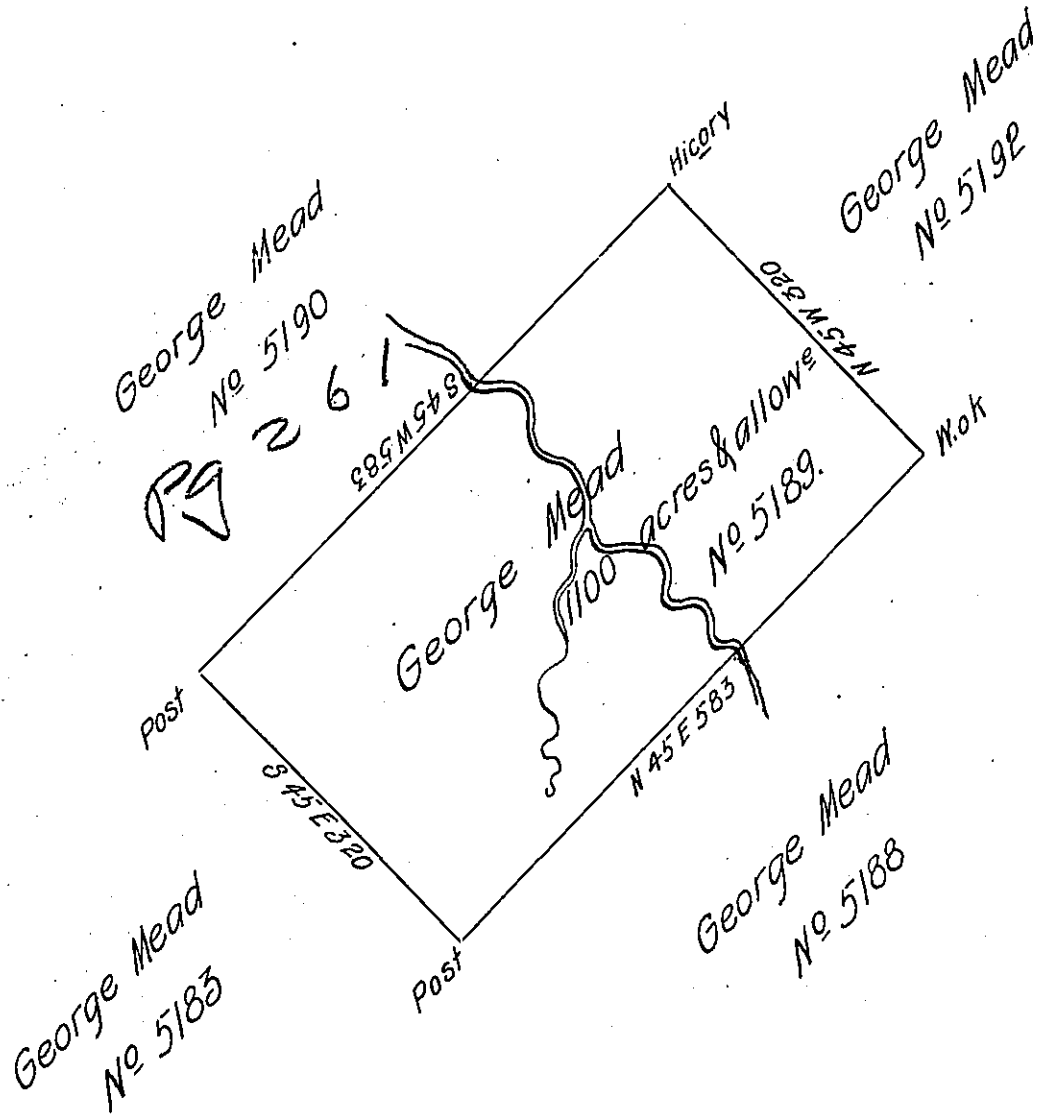 Hicory
George Mead
Nº 5192
George Mead
Nº 5190
261
S 45 W 583
N 45 W 320
W.ok
George Mead
1100 acres & allowᵉ
Nº 5189.
Post
S 45 E 320
N 45 E 583
George Mead
Nº 5188
Post
George Mead
Nº 5183